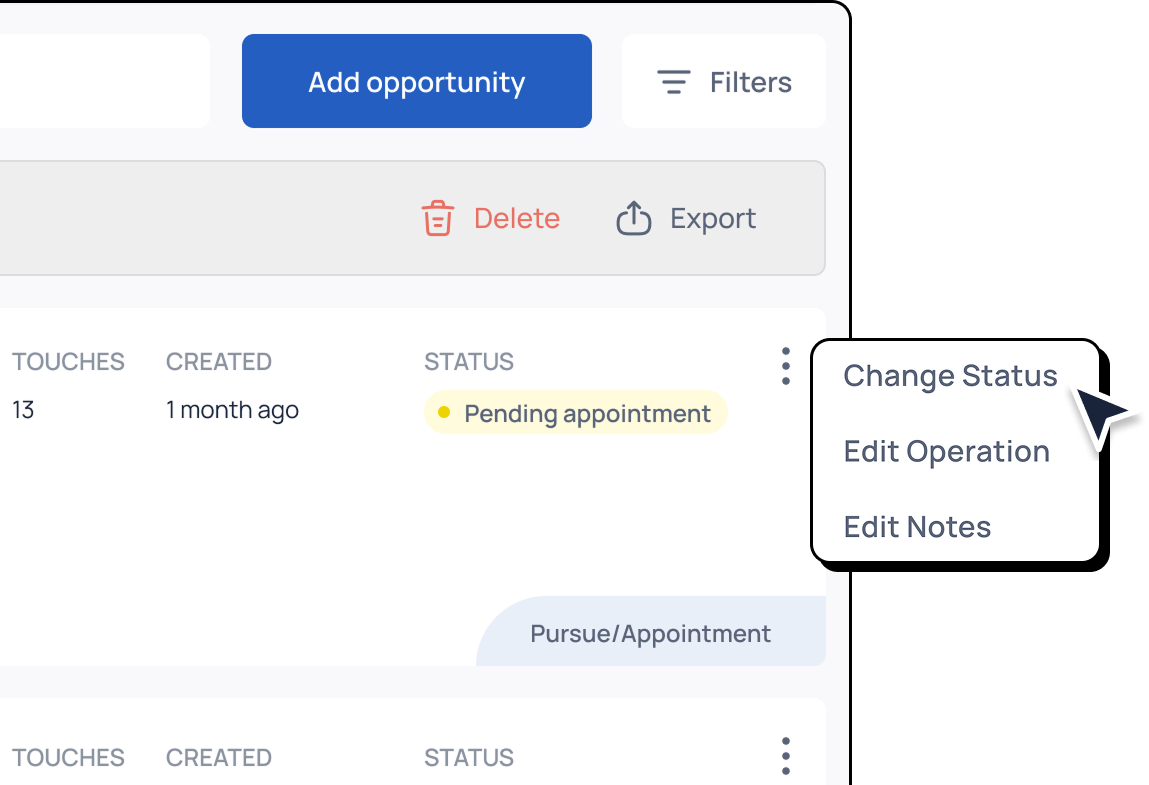 Add opportunity
Filters
Delete
Export
TOUCHES CREATED STATUS
13 1 month ago Pending appointment
Change Status
Edit Operation
Edit Notes
Pursue/Appointment
TOUCHES CREATED STATUS